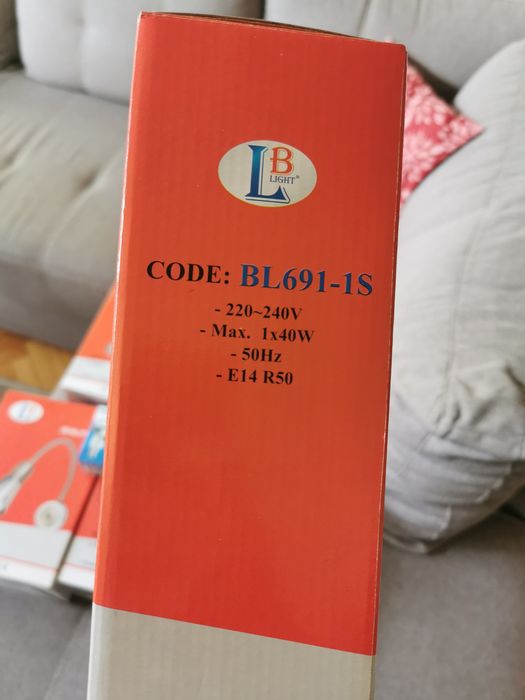 LB
LIGHT®
CODE: BL691-1S
- 220~240V
- Max. 1x40W
- 50Hz
- E14 R50